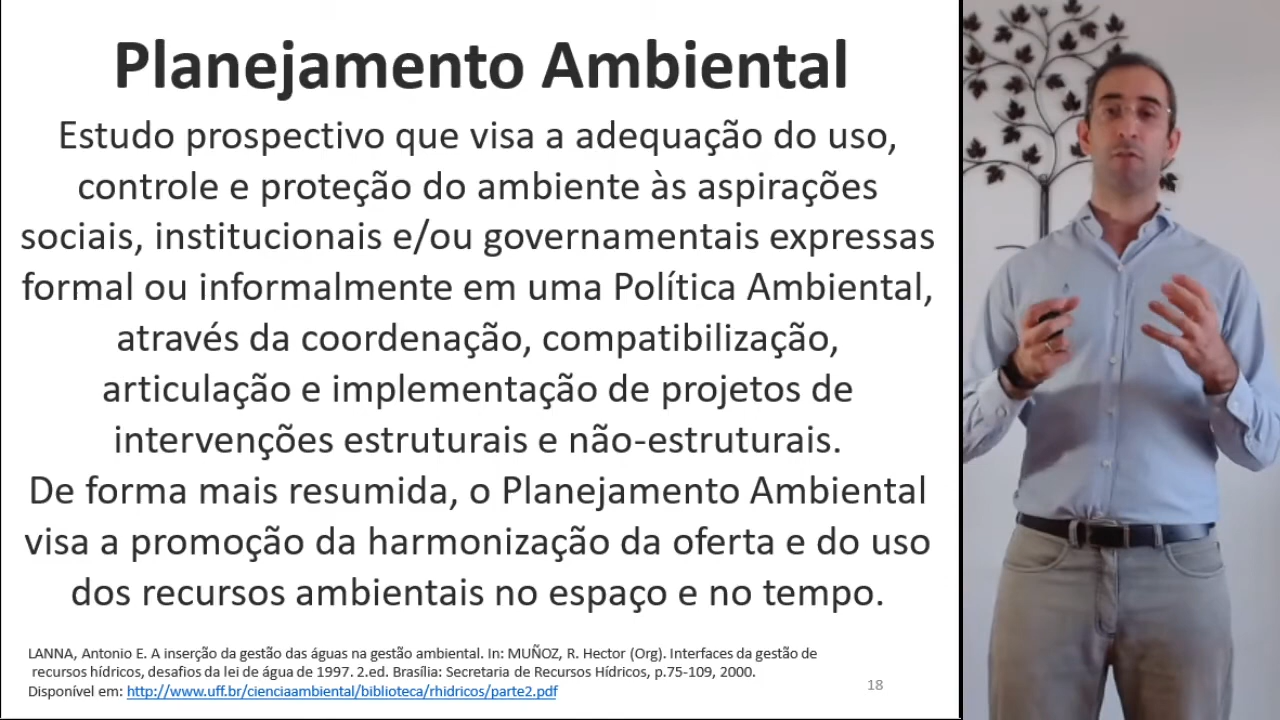 Planejamento Ambiental
Estudo prospectivo que visa a adequação do uso,
controle e proteção do ambiente às aspirações
sociais, institucionais e/ou governamentais expressas
formal ou informalmente em uma Política Ambiental,
através da coordenação, compatibilização,
articulação e implementação de projetos de
intervenções estruturais e não-estruturais.
De forma mais resumida, o Planejamento Ambiental
visa a promoção da harmonização da oferta e do uso
dos recursos ambientais no espaço e no tempo.
LANNA, Antonio E. A inserção da gestão das águas na gestão ambiental. In: MUÑOZ, R. Hector (Org). Interfaces da gestão de
recursos hídricos, desafios da lei de água de 1997. 2.ed. Brasília: Secretaria de Recursos Hídricos, p.75-109, 2000.
Disponível em: http://www.uff.br/cienciaambiental/biblioteca/rhidricos/parte2.pdf
18